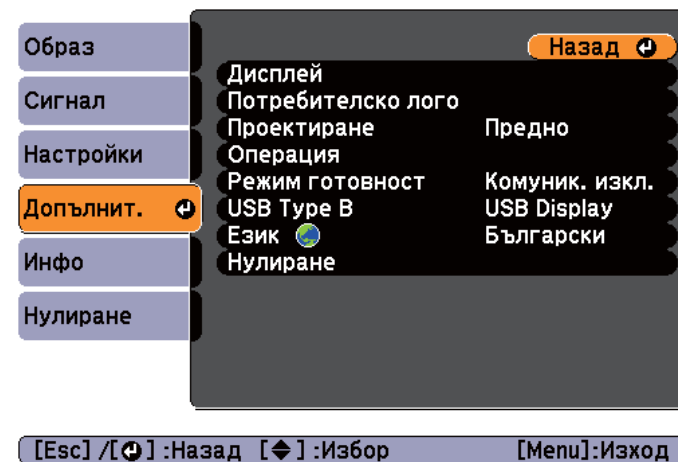 Образ
Сигнал
Настройки
Допълнит.
Инфо
Нулиране
Назад
Дисплей
Потребителско лого
Проектиране Предно
Операция
Режим готовност Комуник. изкл.
USB Type B USB Display
Език Български
Нулиране
[Esc] /[ ] :Назад [ ] :Избор [Menu]:Изход